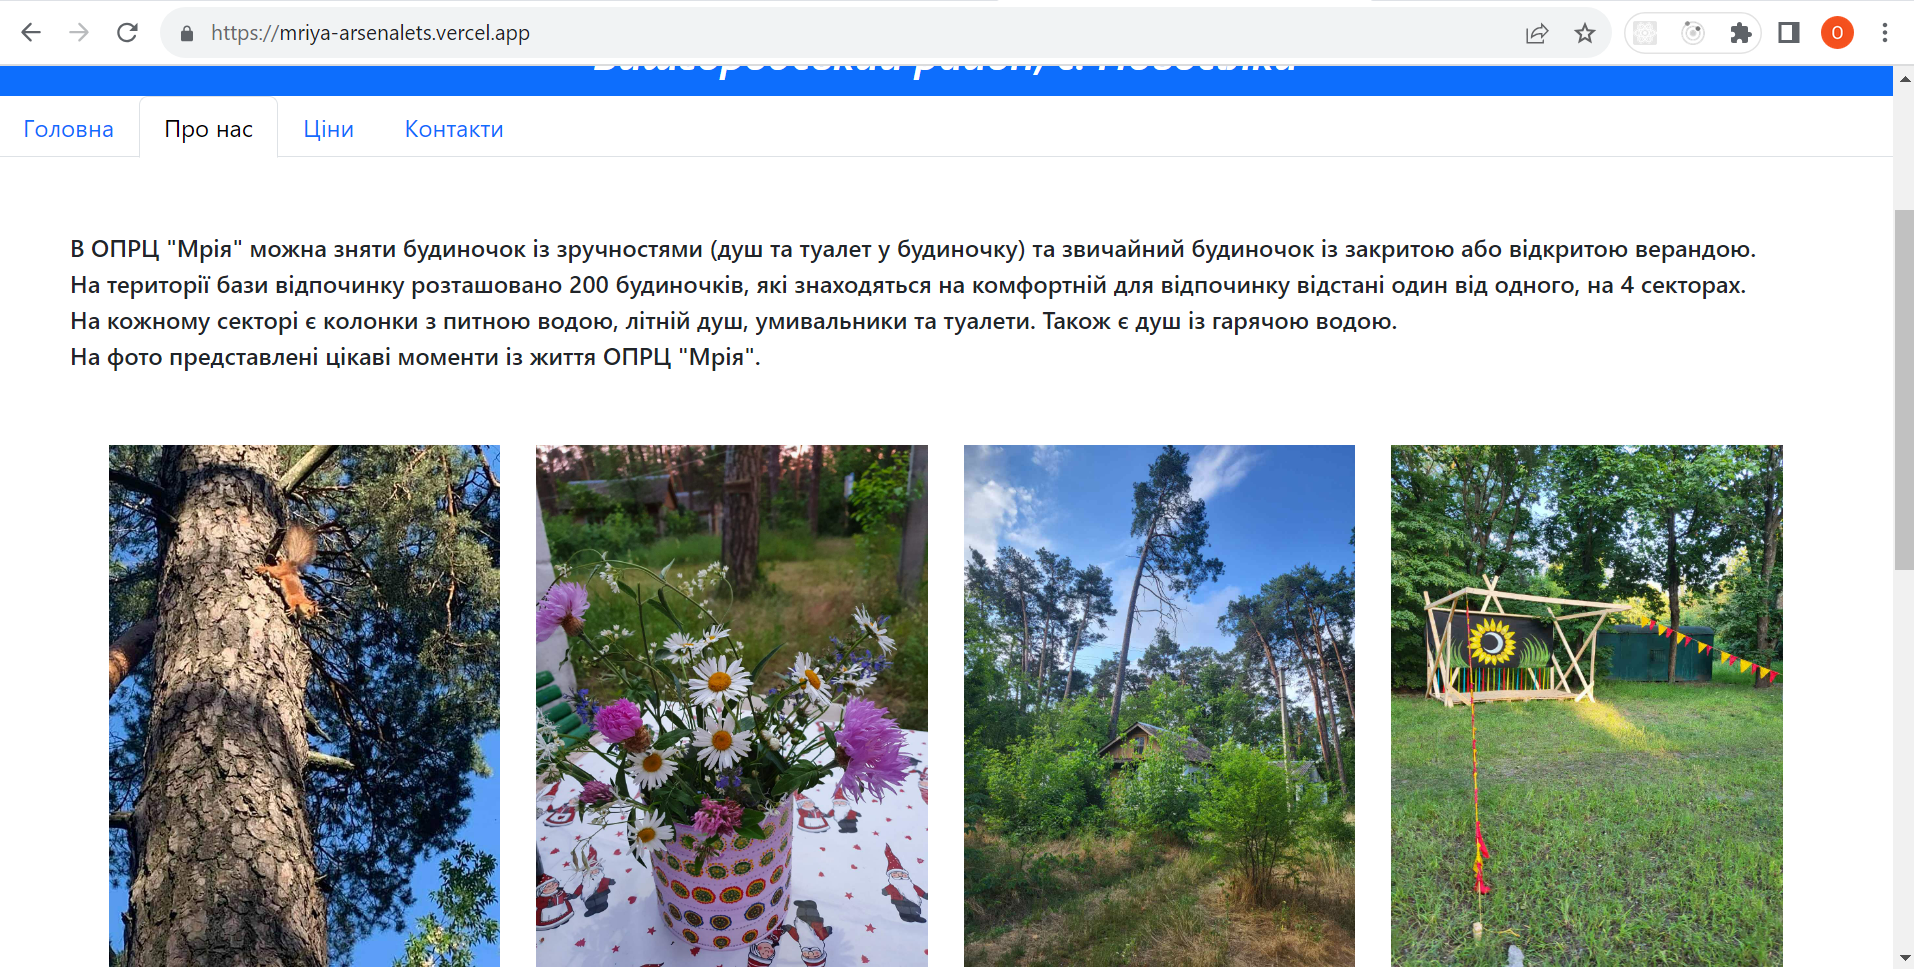 https://mriya-arsenalets.vercel.app
О
Головна
Про нас
Ціни
Контакти
В ОПРЦ "Мрія" можна зняти будиночок із зручностями (душ та туалет у будиночку) та звичайний будиночок із закритою або відкритою верандою.
На території бази відпочинку розташовано 200 будиночків, які знаходяться на комфортній для відпочинку відстані один від одного, на 4 секторах.
На кожному секторі є колонки з питною водою, літній душ, умивальники та туалети. Також є душ із гарячою водою.
На фото представлені цікаві моменти із життя ОПРЦ "Мрія".